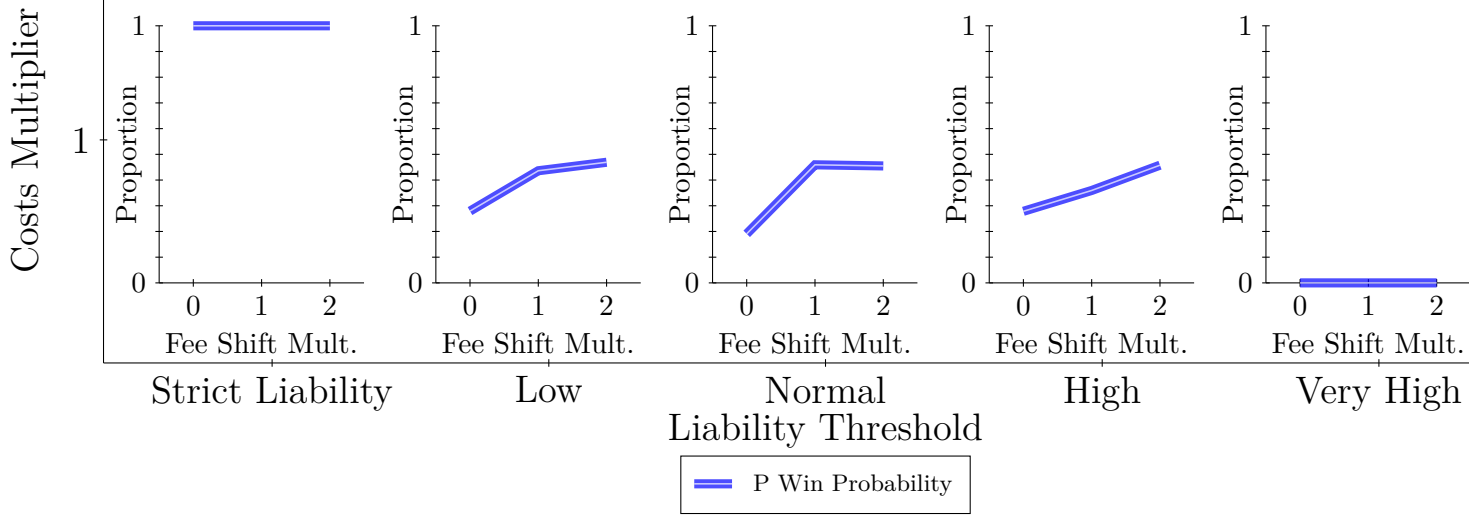 Costs Multiplier
1
1
0
Proportion
0 1 2
Fee Shift Mult.
1
0
Proportion
0 1 2
Fee Shift Mult.
1
0
Proportion
0 1 2
Fee Shift Mult.
1
0
Proportion
0 1 2
Fee Shift Mult.
1
0
Proportion
0 1 2
Fee Shift Mult.
Strict Liability Low Normal High Very High
Liability Threshold
P Win Probability